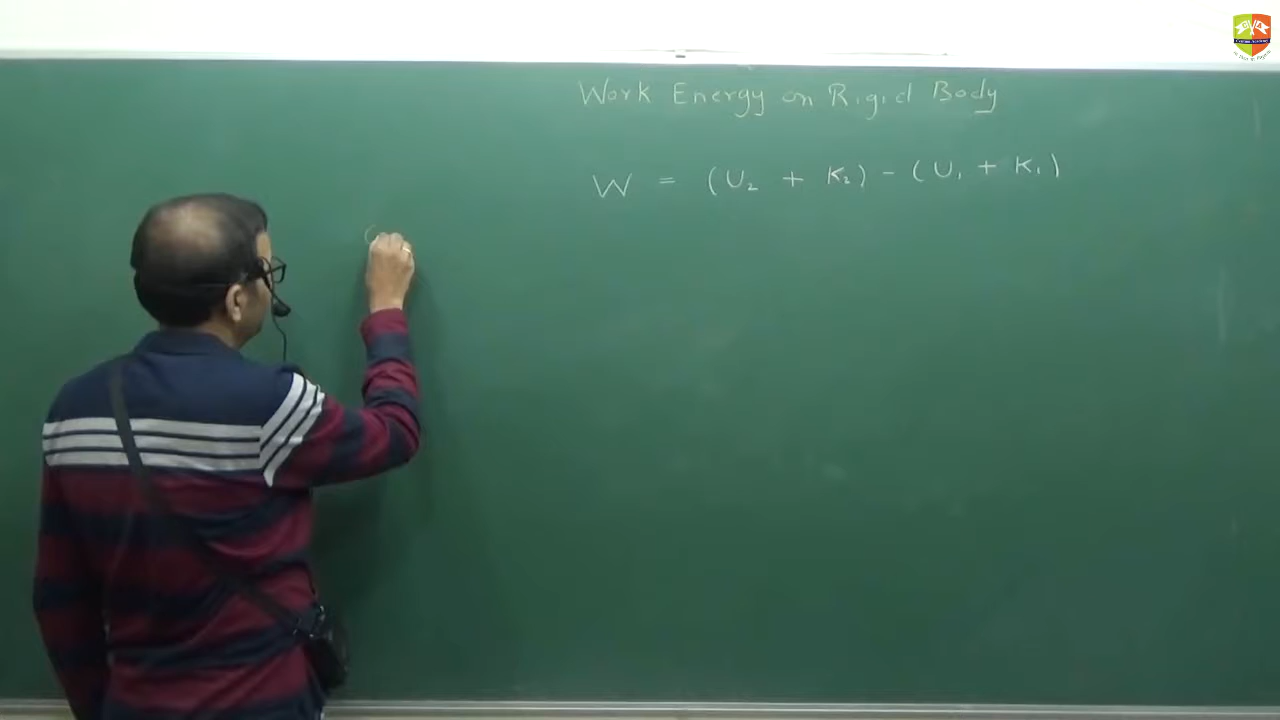 Work Energy on Rigid Body
W = (U₂ + K₂) - (U₁ + K₁)